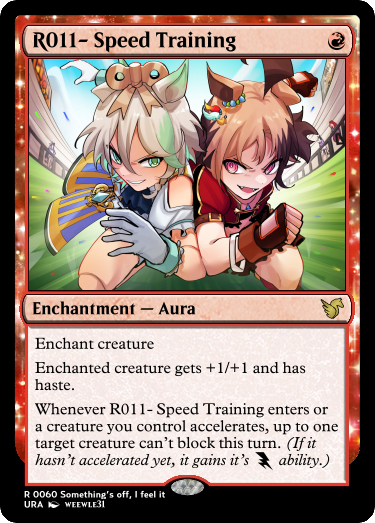 R011- Speed Training
Enchantment — Aura
Enchant creature
Enchanted creature gets +1/+1 and has
haste.
Whenever R011- Speed Training enters or
a creature you control accelerates, up to one
target creature can't block this turn. (If it
hasn't accelerated yet, it gains it's ability.)
R 0060 Something's off, I feel it
URA WEEWLE31